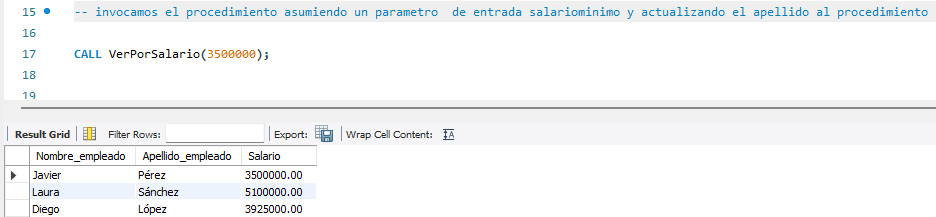 15 -- invocamos el procedimiento asumiendo un parametro  de entrada salariominimo y actualizando el apellido al procedimiento
16
17 CALL VerPorSalario(3500000);
18
19
Result Grid Filter Rows: Export: Wrap Cell Content:
Nombre_empleado Apellido_empleado Salario
Javier Pérez 3500000.00
Laura Sánchez 5100000.00
Diego López 3925000.00